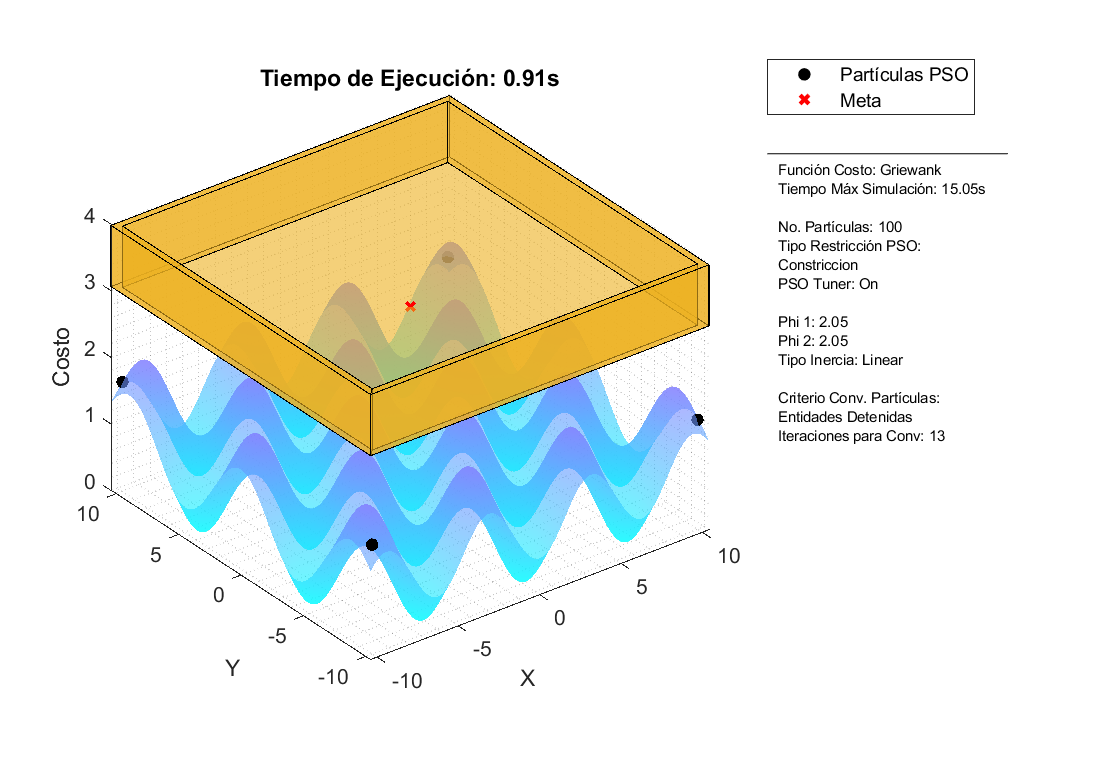 Tiempo de Ejecución: 0.91s
Partículas PSO
Meta
Función Costo: Griewank
Tiempo Máx Simulación: 15.05s
No. Partículas: 100
Tipo Restricción PSO:
Constriccion
PSO Tuner: On
Phi 1: 2.05
Phi 2: 2.05
Tipo Inercia: Linear
Criterio Conv. Partículas:
Entidades Detenidas
Iteraciones para Conv: 13
Costo
4
3
2
1
0
10
5
0
-5
-10
Y
-10
-5
0
5
10
X